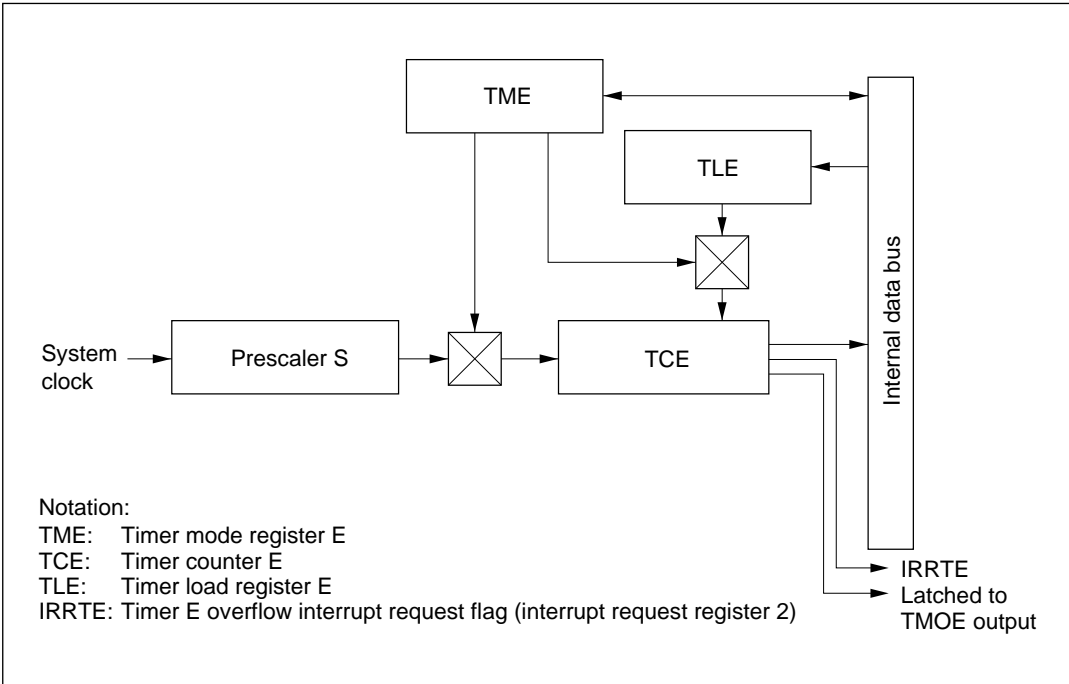 TME
TLE
System
clock
Prescaler S
TCE
Internal data bus
Notation:
TME: Timer mode register E
TCE: Timer counter E
TLE: Timer load register E
IRRTE: Timer E overflow interrupt request flag (interrupt request register 2)
IRRTE
Latched to
TMOE output